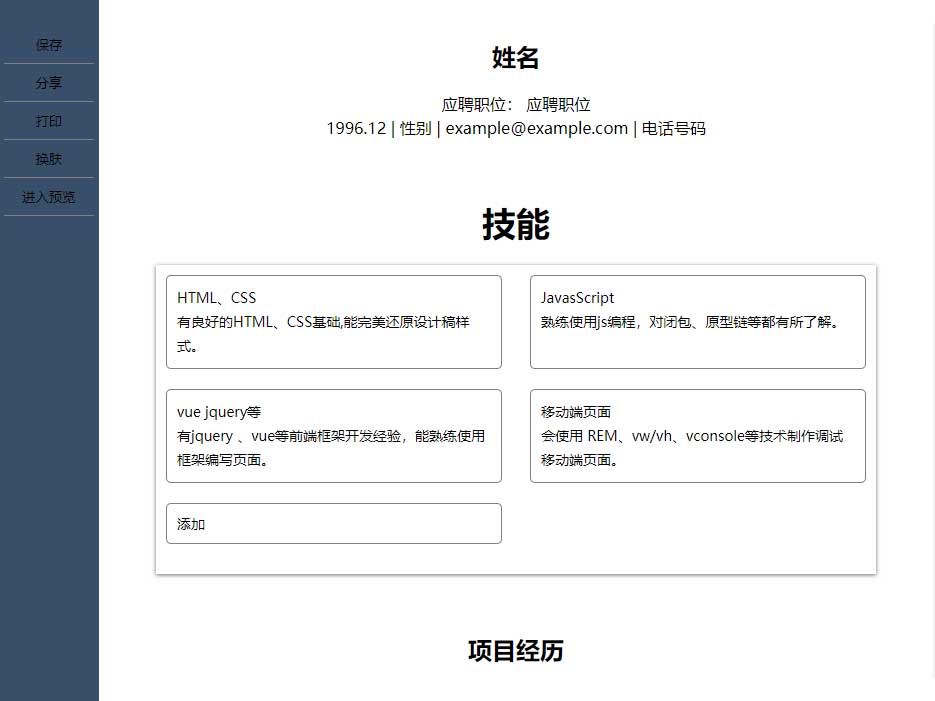 保存
分享
打印
换肤
进入预览
姓名
应聘职位： 应聘职位
1996.12 | 性别 | example@example.com | 电话号码
技能
HTML、CSS
有良好的HTML、CSS基础,能完美还原设计稿样
式。
JavasScript
熟练使用js编程，对闭包、原型链等都有所了解。
vue jquery等
有jquery 、vue等前端框架开发经验，能熟练使用
框架编写页面。
移动端页面
会使用 REM、vw/vh、vconsole等技术制作调试
移动端页面。
添加
项目经历